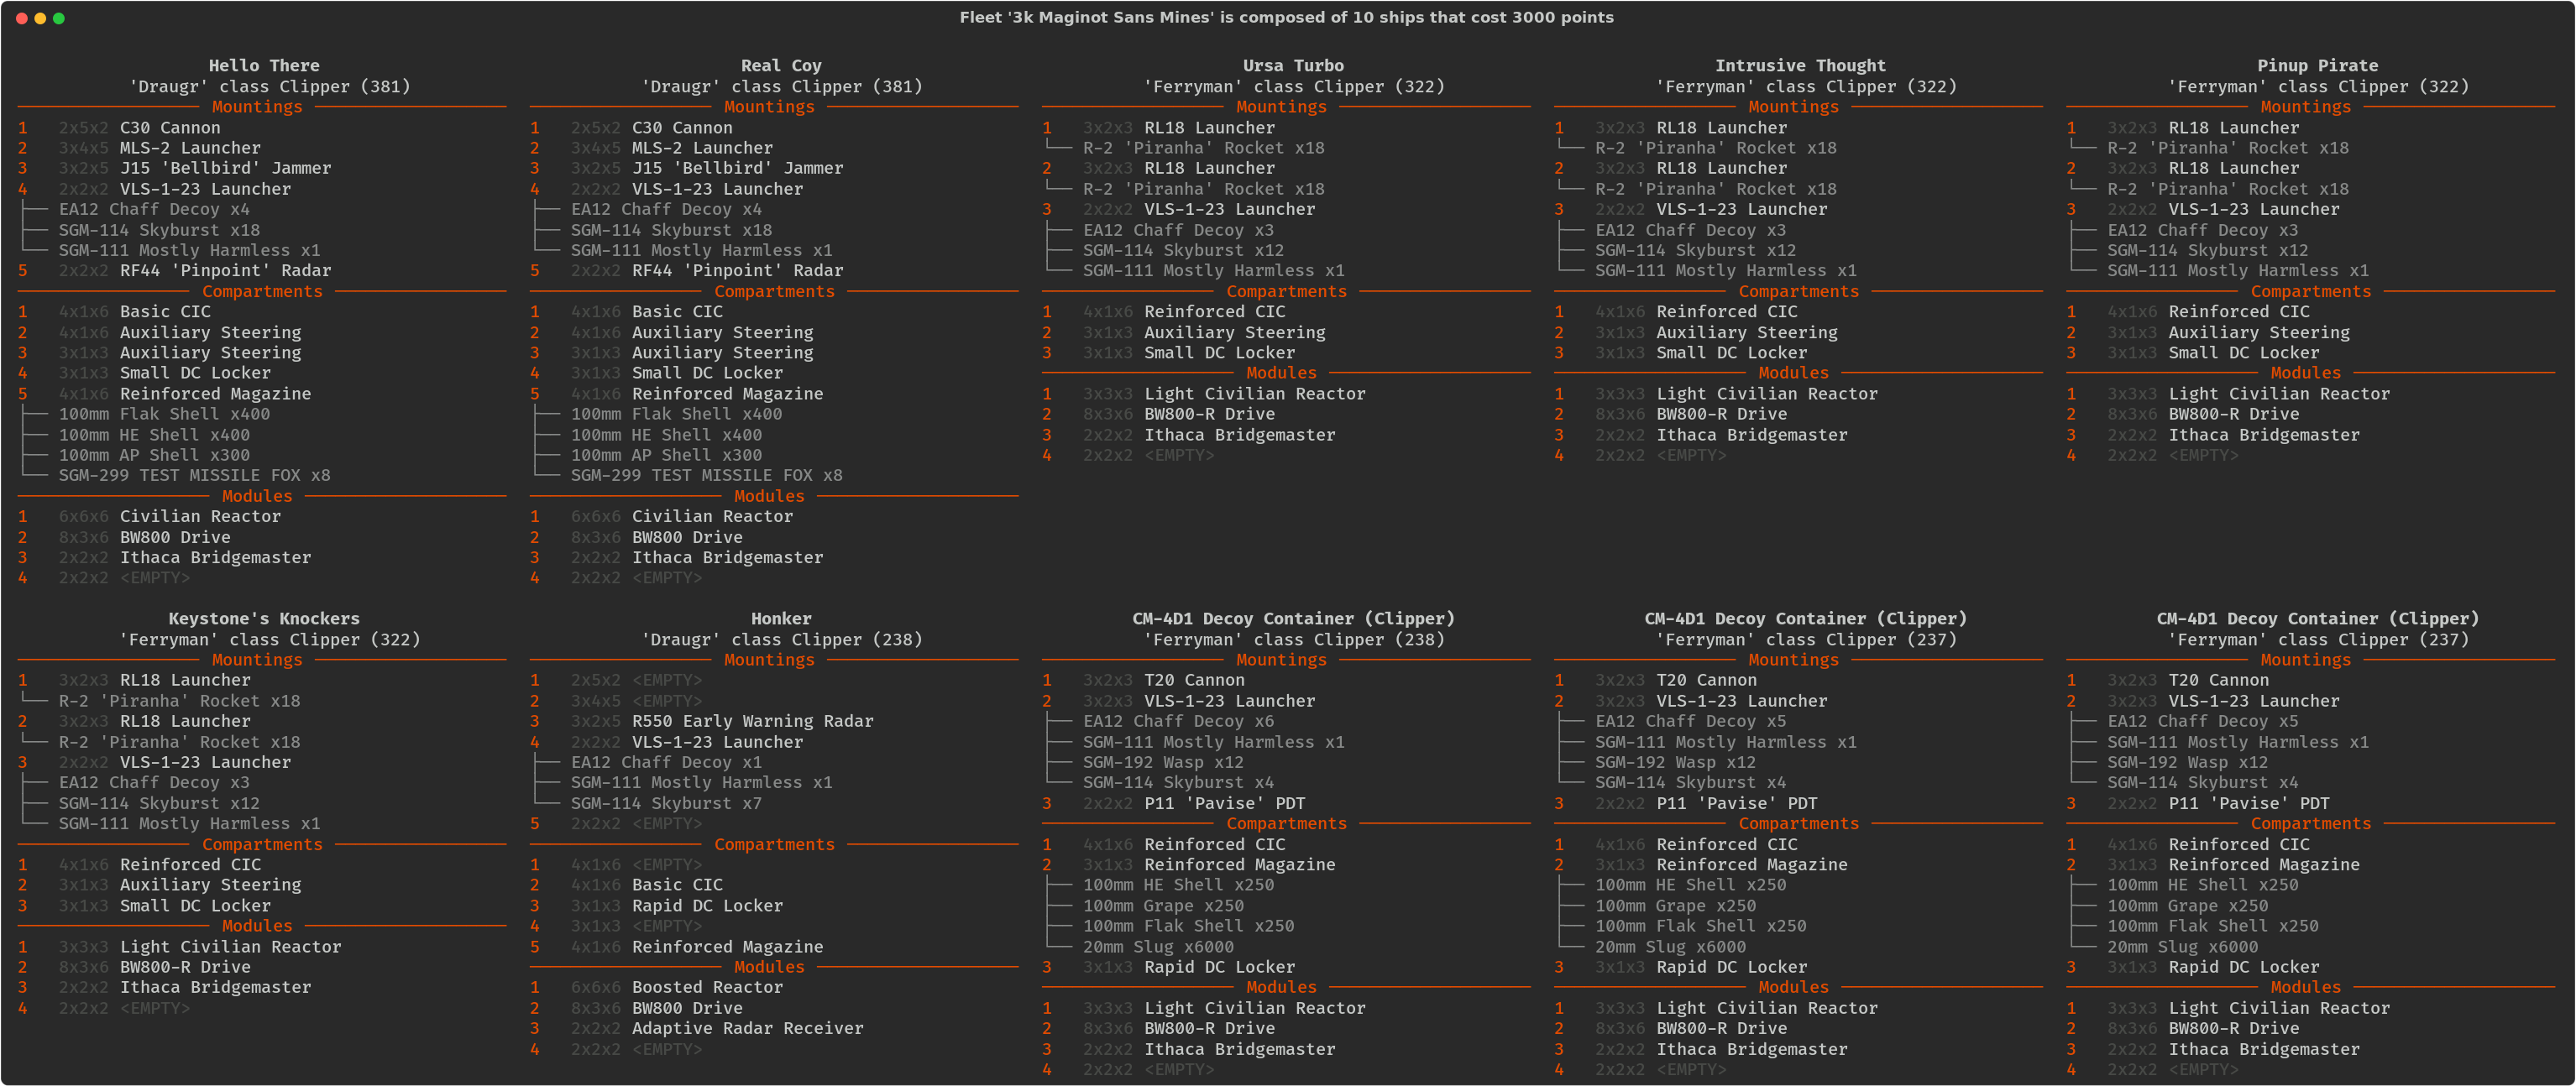 Fleet '3k Maginot Sans Mines' is composed of 10 ships that cost 3000 points
Hello There
'Draugr' class Clipper (381)
Mountings
1 2x5x2 C30 Cannon
2 3x4x5 MLS-2 Launcher
3 3x2x5 J15 'Bellbird' Jammer
4 2x2x2 VLS-1-23 Launcher
EA12 Chaff Decoy x4
SGM-114 Skyburst x18
SGM-111 Mostly Harmless x1
5 2x2x2 RF44 'Pinpoint' Radar
Compartments
1 4x1x6 Basic CIC
2 4x1x6 Auxiliary Steering
3 3x1x3 Auxiliary Steering
4 3x1x3 Small DC Locker
5 4x1x6 Reinforced Magazine
100mm Flak Shell x400
100mm HE Shell x400
100mm AP Shell x300
SGM-299 TEST MISSILE FOX x8
Modules
1 6x6x6 Civilian Reactor
2 8x3x6 BW800 Drive
3 2x2x2 Ithaca Bridgemaster
4 2x2x2 <EMPTY>
Real Coy
'Draugr' class Clipper (381)
Mountings
1 2x5x2 C30 Cannon
2 3x4x5 MLS-2 Launcher
3 3x2x5 J15 'Bellbird' Jammer
4 2x2x2 VLS-1-23 Launcher
EA12 Chaff Decoy x4
SGM-114 Skyburst x18
SGM-111 Mostly Harmless x1
5 2x2x2 RF44 'Pinpoint' Radar
Compartments
1 4x1x6 Basic CIC
2 4x1x6 Auxiliary Steering
3 3x1x3 Auxiliary Steering
4 3x1x3 Small DC Locker
5 4x1x6 Reinforced Magazine
100mm Flak Shell x400
100mm HE Shell x400
100mm AP Shell x300
SGM-299 TEST MISSILE FOX x8
Modules
1 6x6x6 Civilian Reactor
2 8x3x6 BW800 Drive
3 2x2x2 Ithaca Bridgemaster
4 2x2x2 <EMPTY>
Ursa Turbo
'Ferryman' class Clipper (322)
Mountings
1 3x2x3 RL18 Launcher
R-2 'Piranha' Rocket x18
2 3x2x3 RL18 Launcher
R-2 'Piranha' Rocket x18
3 2x2x2 VLS-1-23 Launcher
EA12 Chaff Decoy x3
SGM-114 Skyburst x12
SGM-111 Mostly Harmless x1
Compartments
1 4x1x6 Reinforced CIC
2 3x1x3 Auxiliary Steering
3 3x1x3 Small DC Locker
Modules
1 3x3x3 Light Civilian Reactor
2 8x3x6 BW800-R Drive
3 2x2x2 Ithaca Bridgemaster
4 2x2x2 <EMPTY>
Intrusive Thought
'Ferryman' class Clipper (322)
Mountings
1 3x2x3 RL18 Launcher
R-2 'Piranha' Rocket x18
2 3x2x3 RL18 Launcher
R-2 'Piranha' Rocket x18
3 2x2x2 VLS-1-23 Launcher
EA12 Chaff Decoy x3
SGM-114 Skyburst x12
SGM-111 Mostly Harmless x1
Compartments
1 4x1x6 Reinforced CIC
2 3x1x3 Auxiliary Steering
3 3x1x3 Small DC Locker
Modules
1 3x3x3 Light Civilian Reactor
2 8x3x6 BW800-R Drive
3 2x2x2 Ithaca Bridgemaster
4 2x2x2 <EMPTY>
Pinup Pirate
'Ferryman' class Clipper (322)
Mountings
1 3x2x3 RL18 Launcher
R-2 'Piranha' Rocket x18
2 3x2x3 RL18 Launcher
R-2 'Piranha' Rocket x18
3 2x2x2 VLS-1-23 Launcher
EA12 Chaff Decoy x3
SGM-114 Skyburst x12
SGM-111 Mostly Harmless x1
Compartments
1 4x1x6 Reinforced CIC
2 3x1x3 Auxiliary Steering
3 3x1x3 Small DC Locker
Modules
1 3x3x3 Light Civilian Reactor
2 8x3x6 BW800-R Drive
3 2x2x2 Ithaca Bridgemaster
4 2x2x2 <EMPTY>
Keystone's Knockers
'Ferryman' class Clipper (322)
Mountings
1 3x2x3 RL18 Launcher
R-2 'Piranha' Rocket x18
2 3x2x3 RL18 Launcher
R-2 'Piranha' Rocket x18
3 2x2x2 VLS-1-23 Launcher
EA12 Chaff Decoy x3
SGM-114 Skyburst x12
SGM-111 Mostly Harmless x1
Compartments
1 4x1x6 Reinforced CIC
2 3x1x3 Auxiliary Steering
3 3x1x3 Small DC Locker
Modules
1 3x3x3 Light Civilian Reactor
2 8x3x6 BW800-R Drive
3 2x2x2 Ithaca Bridgemaster
4 2x2x2 <EMPTY>
Honker
'Draugr' class Clipper (238)
Mountings
1 2x5x2 <EMPTY>
2 3x4x5 <EMPTY>
3 3x2x5 R550 Early Warning Radar
4 2x2x2 VLS-1-23 Launcher
EA12 Chaff Decoy x1
SGM-111 Mostly Harmless x1
SGM-114 Skyburst x7
5 2x2x2 <EMPTY>
Compartments
1 4x1x6 <EMPTY>
2 4x1x6 Basic CIC
3 3x1x3 Rapid DC Locker
4 3x1x3 <EMPTY>
5 4x1x6 Reinforced Magazine
Modules
1 6x6x6 Boosted Reactor
2 8x3x6 BW800 Drive
3 2x2x2 Adaptive Radar Receiver
4 2x2x2 <EMPTY>
CM-4D1 Decoy Container (Clipper)
'Ferryman' class Clipper (238)
Mountings
1 3x2x3 T20 Cannon
2 3x2x3 VLS-1-23 Launcher
EA12 Chaff Decoy x6
SGM-111 Mostly Harmless x1
SGM-192 Wasp x12
SGM-114 Skyburst x4
3 2x2x2 P11 'Pavise' PDT
Compartments
1 4x1x6 Reinforced CIC
2 3x1x3 Reinforced Magazine
100mm HE Shell x250
100mm Grape x250
100mm Flak Shell x250
20mm Slug x6000
3 3x1x3 Rapid DC Locker
Modules
1 3x3x3 Light Civilian Reactor
2 8x3x6 BW800-R Drive
3 2x2x2 Ithaca Bridgemaster
4 2x2x2 <EMPTY>
CM-4D1 Decoy Container (Clipper)
'Ferryman' class Clipper (237)
Mountings
1 3x2x3 T20 Cannon
2 3x2x3 VLS-1-23 Launcher
EA12 Chaff Decoy x5
SGM-111 Mostly Harmless x1
SGM-192 Wasp x12
SGM-114 Skyburst x4
3 2x2x2 P11 'Pavise' PDT
Compartments
1 4x1x6 Reinforced CIC
2 3x1x3 Reinforced Magazine
100mm HE Shell x250
100mm Grape x250
100mm Flak Shell x250
20mm Slug x6000
3 3x1x3 Rapid DC Locker
Modules
1 3x3x3 Light Civilian Reactor
2 8x3x6 BW800-R Drive
3 2x2x2 Ithaca Bridgemaster
4 2x2x2 <EMPTY>
CM-4D1 Decoy Container (Clipper)
'Ferryman' class Clipper (237)
Mountings
1 3x2x3 T20 Cannon
2 3x2x3 VLS-1-23 Launcher
EA12 Chaff Decoy x5
SGM-111 Mostly Harmless x1
SGM-192 Wasp x12
SGM-114 Skyburst x4
3 2x2x2 P11 'Pavise' PDT
Compartments
1 4x1x6 Reinforced CIC
2 3x1x3 Reinforced Magazine
100mm HE Shell x250
100mm Grape x250
100mm Flak Shell x250
20mm Slug x6000
3 3x1x3 Rapid DC Locker
Modules
1 3x3x3 Light Civilian Reactor
2 8x3x6 BW800-R Drive
3 2x2x2 Ithaca Bridgemaster
4 2x2x2 <EMPTY>